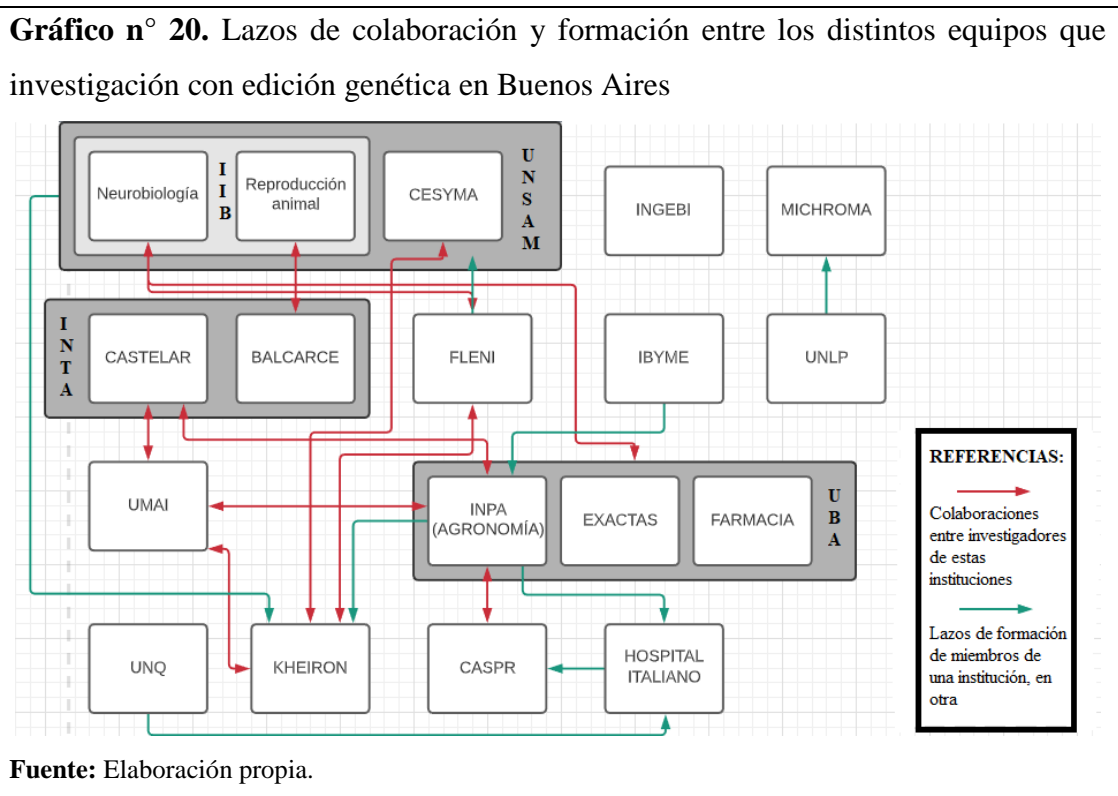 Gráfico n° 20. Lazos de colaboración y formación entre los distintos equipos que
investigación con edición genética en Buenos Aires
Neurobiología
I
I
B
Reproducción
animal
CESYMA
U
N
S
A
M
INGEBI
MICHROMA
I
N
T
A
CASTELAR
BALCARCE
FLENI
IBYME
UNLP
UMAI
INPA
(AGRONOMÍA)
EXACTAS
FARMACIA
U
B
A
UNQ
KHEIRON
CASPR
HOSPITAL
ITALIANO
REFERENCIAS:
Colaboraciones
entre investigadores
de estas
instituciones
Lazos de formación
de miembros de
una institución, en
otra
Fuente: Elaboración propia.